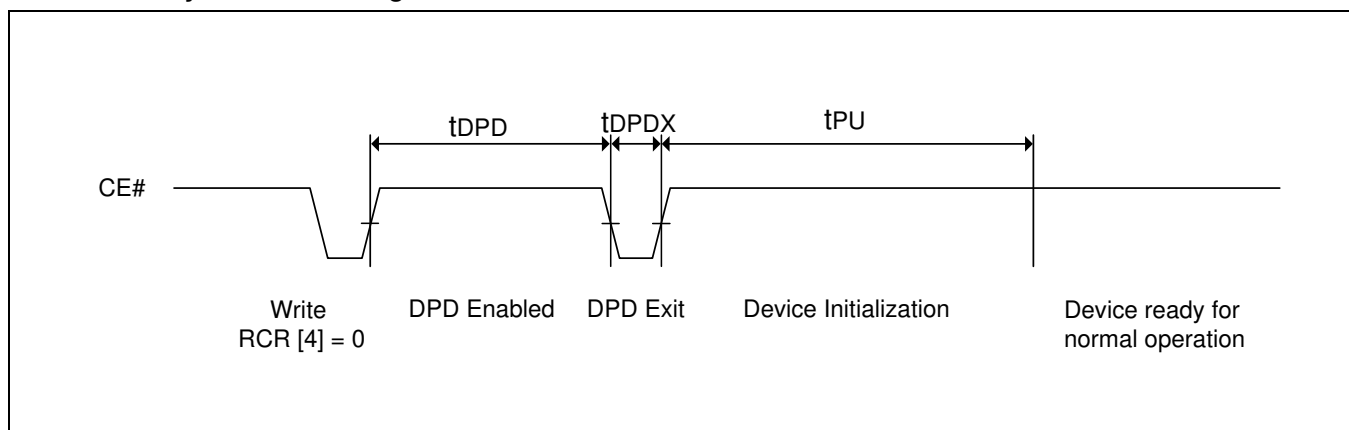 tDPD
tDPDX
tPU
CE#
Write
RCR [4] = 0
DPD Enabled
DPD Exit
Device Initialization
Device ready for
normal operation